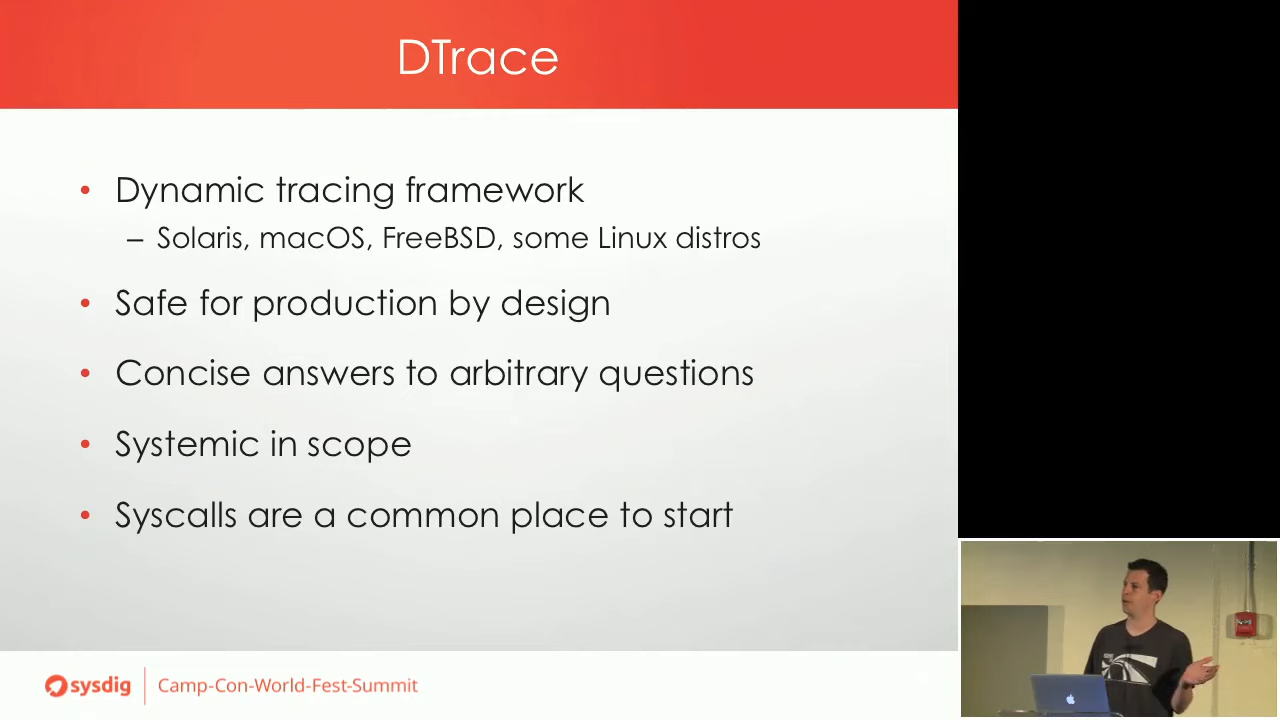 DTrace
• Dynamic tracing framework
– Solaris, macOS, FreeBSD, some Linux distros
• Safe for production by design
• Concise answers to arbitrary questions
• Systemic in scope
• Syscalls are a common place to start
sysdig
Camp-Con-World-Fest-Summit